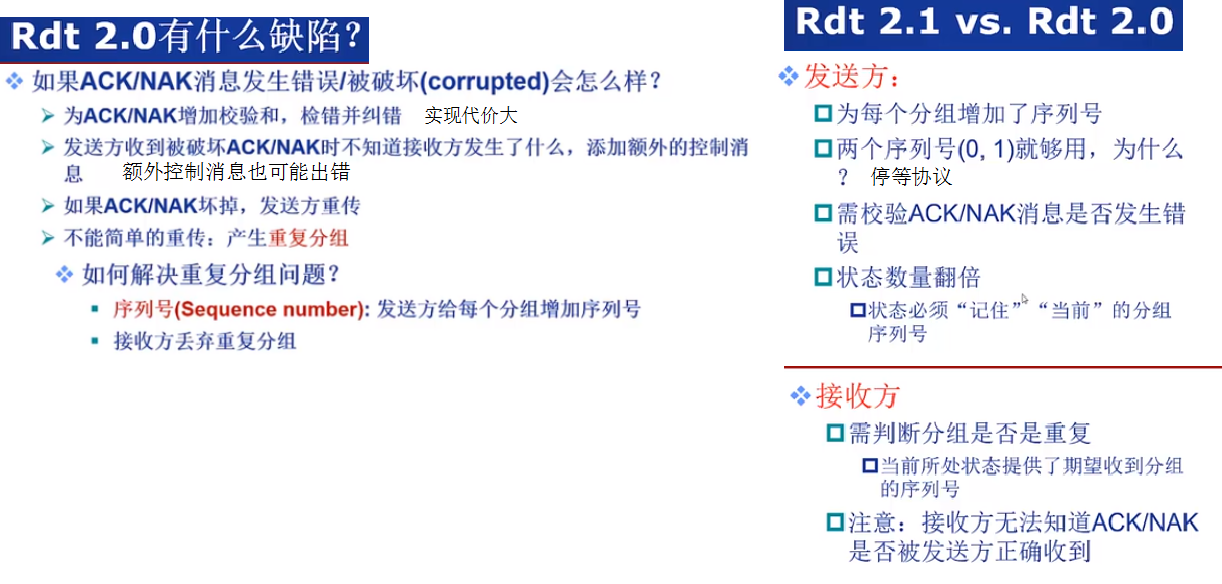 Rdt 2.0有什么缺陷？
如果ACK/NAK消息发生错误/被破坏(corrupted)会怎么样？
为ACK/NAK增加校验和，检错并纠错 实现代价大
发送方收到被破坏ACK/NAK时不知道接收方发生了什么，添加额外的控制消
息 额外控制消息也可能出错
如果ACK/NAK坏掉，发送方重传
不能简单的重传：产生重复分组
如何解决重复分组问题？
序列号(Sequence number): 发送方给每个分组增加序列号
接收方丢弃重复分组
Rdt 2.1 vs. Rdt 2.0
发送方：
为每个分组增加了序列号
两个序列号(0, 1)就够用，为什么
？ 停等协议
需校验ACK/NAK消息是否发生错
误
状态数量翻倍
状态必须“记住”“当前”的分组
序列号
接收方
需判断分组是否是重复
当前所处状态提供了期望收到分组
的序列号
注意：接收方无法知道ACK/NAK
是否被发送方正确收到